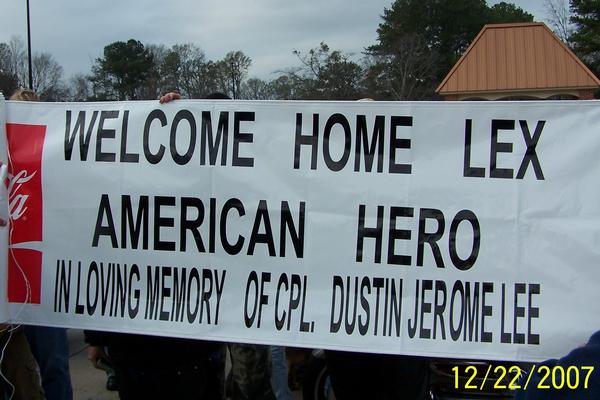 WELCOME HOME LEX
AMERICAN HERO
IN LOVING MEMORY OF CPL. DUSTIN JEROME LEE
12/22/2007